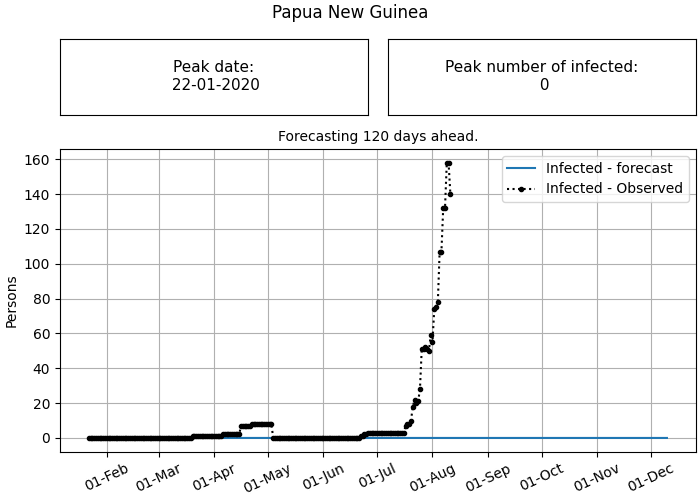 Papua New Guinea
Peak date:
22-01-2020
Peak number of infected:
0
Forecasting 120 days ahead.
Infected - forecast
Infected - Observed
Persons
160
140
120
100
80
60
40
20
0
01-Feb
01-Mar
01-Apr
01-May
01-Jun
01-Jul
01-Aug
01-Sep
01-Oct
01-Nov
01-Dec